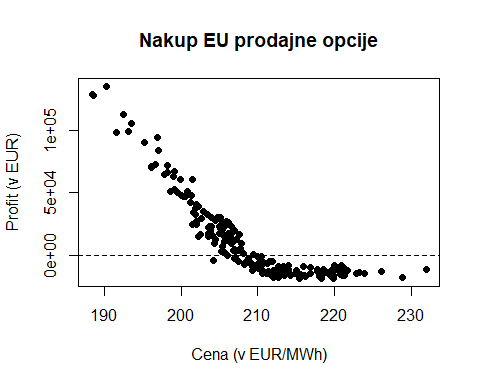 Nakup EU prodajne opcije
Profit (v EUR)
1e+05
5e+04
0e+00
190 200 210 220 230
Cena (v EUR/MWh)